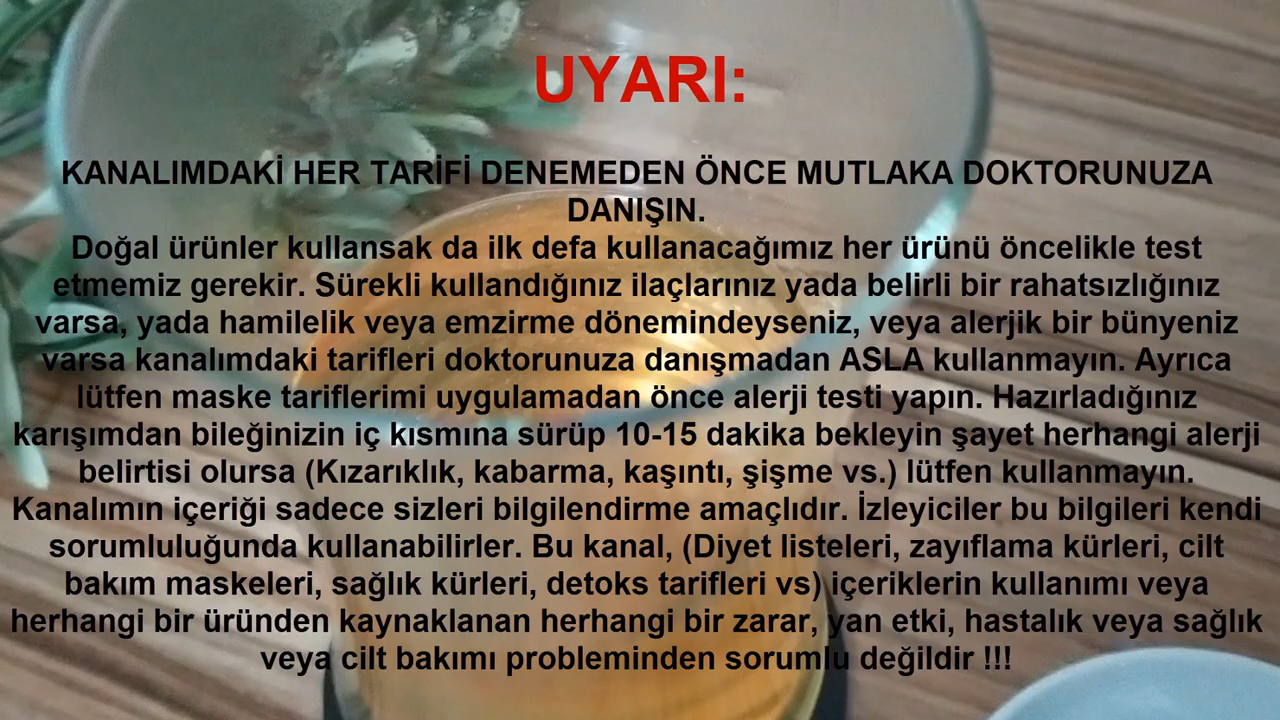 UYARI:
KANALIMDAKİ HER TARİFİ DENEMEDEN ÖNCE MUTLAKA DOKTORUNUZA
DANIŞIN.
Doğal ürünler kullansak da ilk defa kullanacağımız her ürünü öncelikle test
etmemiz gerekir. Sürekli kullandığınız ilaçlarınız yada belirli bir rahatsızlığınız
varsa, yada hamilelik veya emzirme dönemindeyseniz, veya alerjik bir bünyeniz
varsa kanalımdaki tarifleri doktorunuza danışmadan ASLA kullanmayın. Ayrıca
lütfen maske tariflerimi uygulamadan önce alerji testi yapın. Hazırladığınız
karışımdan bileğinizin iç kısmına sürüp 10-15 dakika bekleyin şayet herhangi alerji
belirtisi olursa (Kızarıklık, kabarma, kaşıntı, şişme vs.) lütfen kullanmayın.
Kanalımın içeriği sadece sizleri bilgilendirme amaçlıdır. İzleyiciler bu bilgileri kendi
sorumluluğunda kullanabilirler. Bu kanal, (Diyet listeleri, zayıflama kürleri, cilt
bakım maskeleri, sağlık kürleri, detoks tarifleri vs) içeriklerin kullanımı veya
herhangi bir üründen kaynaklanan herhangi bir zarar, yan etki, hastalık veya sağlık
veya cilt bakımı probleminden sorumlu değildir !!!